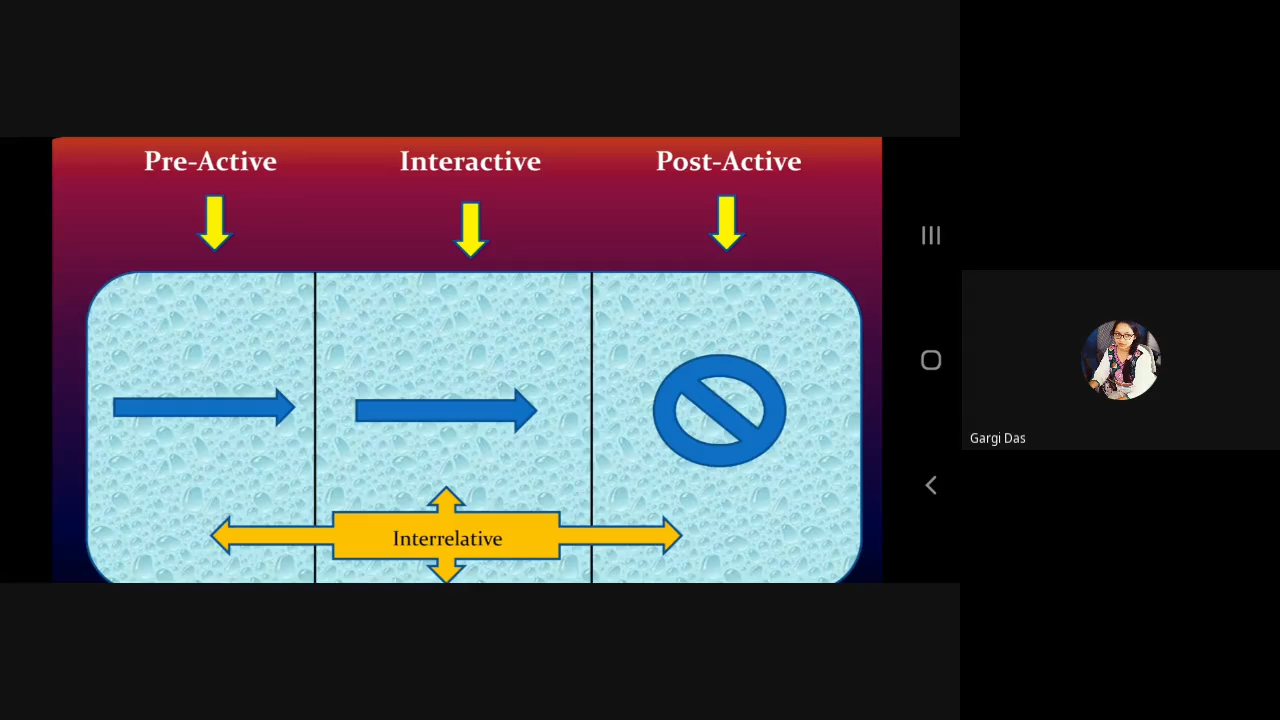 Pre-Active
Interactive
Post-Active
Interrelative
Gargi Das